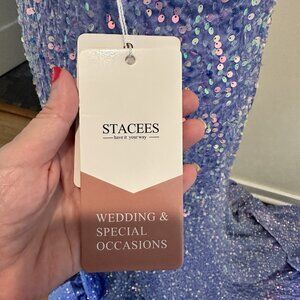 STACEES
have it your way
WEDDING &
SPECIAL
OCCASIONS